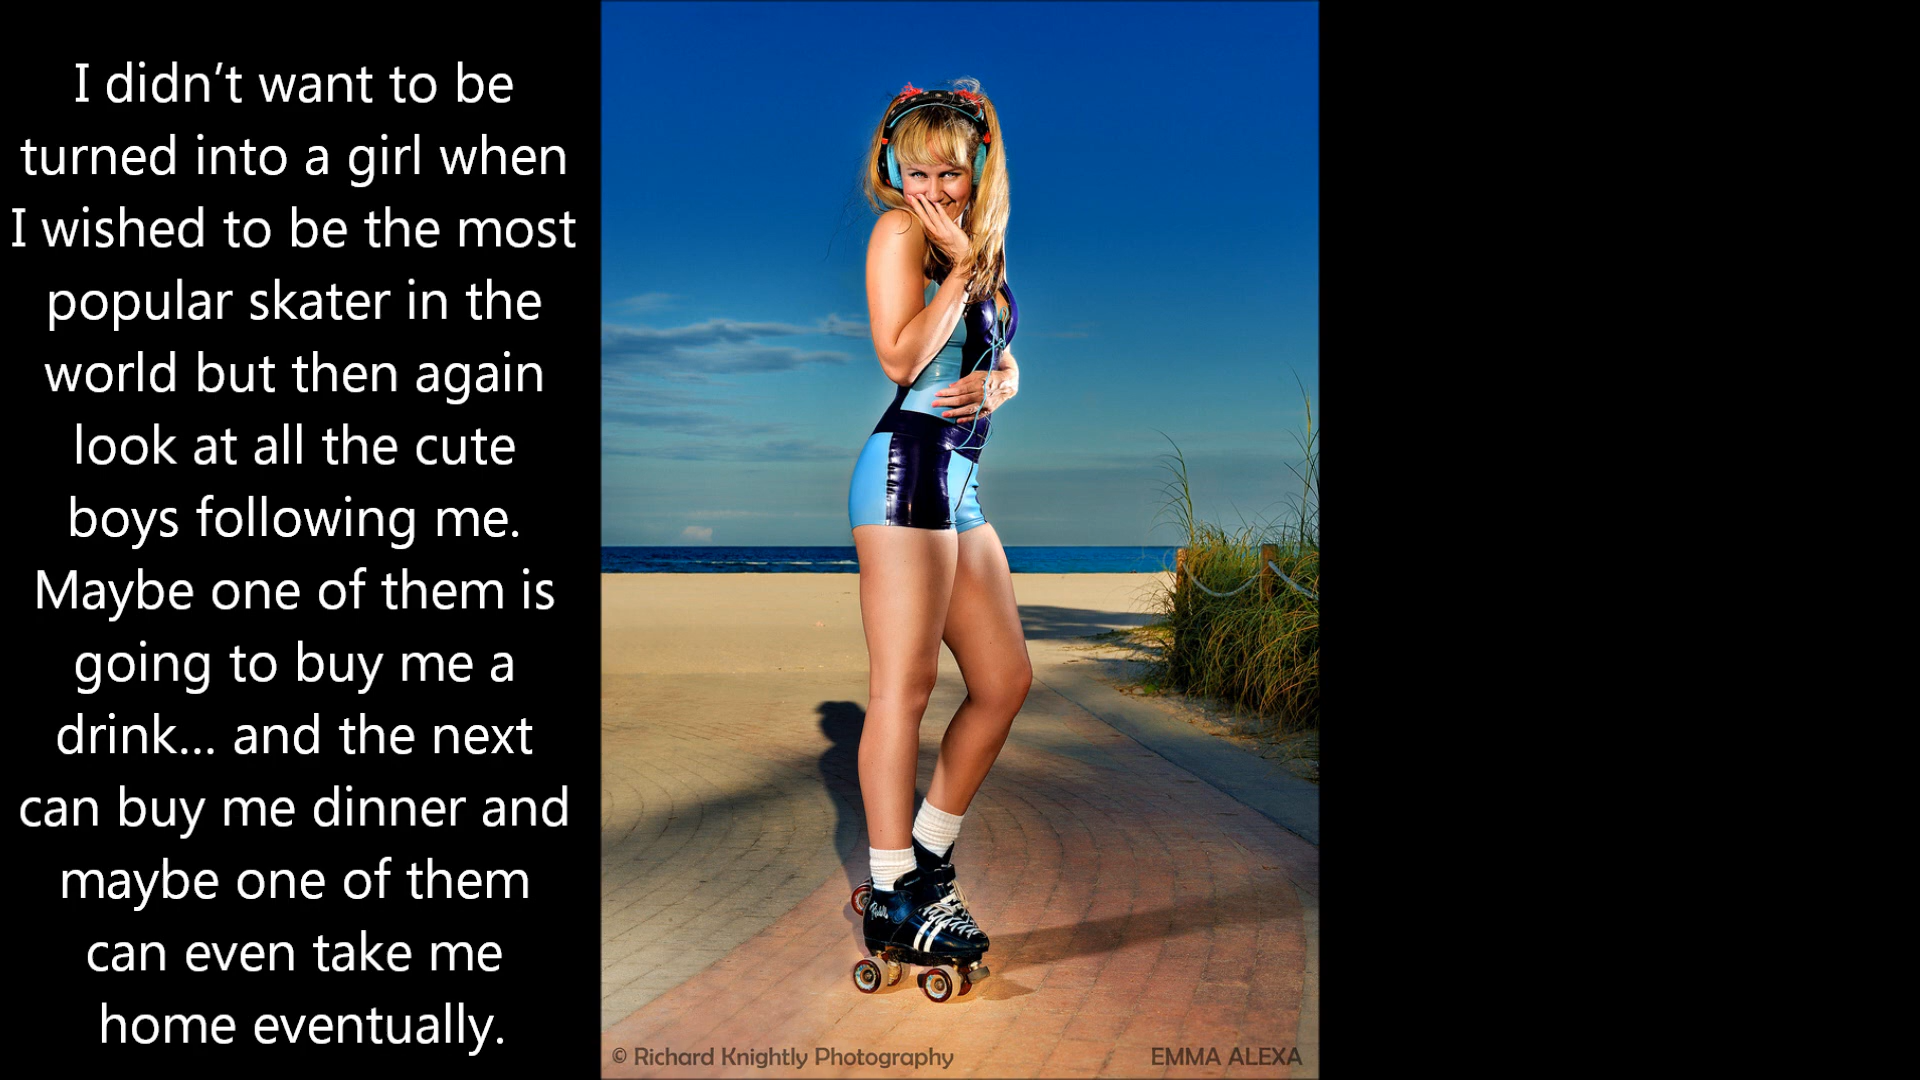 I didn’t want to be
turned into a girl when
I wished to be the most
popular skater in the
world but then again
look at all the cute
boys following me.
Maybe one of them is
going to buy me a
drink... and the next
can buy me dinner and
maybe one of them
can even take me
home eventually.
© Richard Knightly Photography
EMMA ALEXA